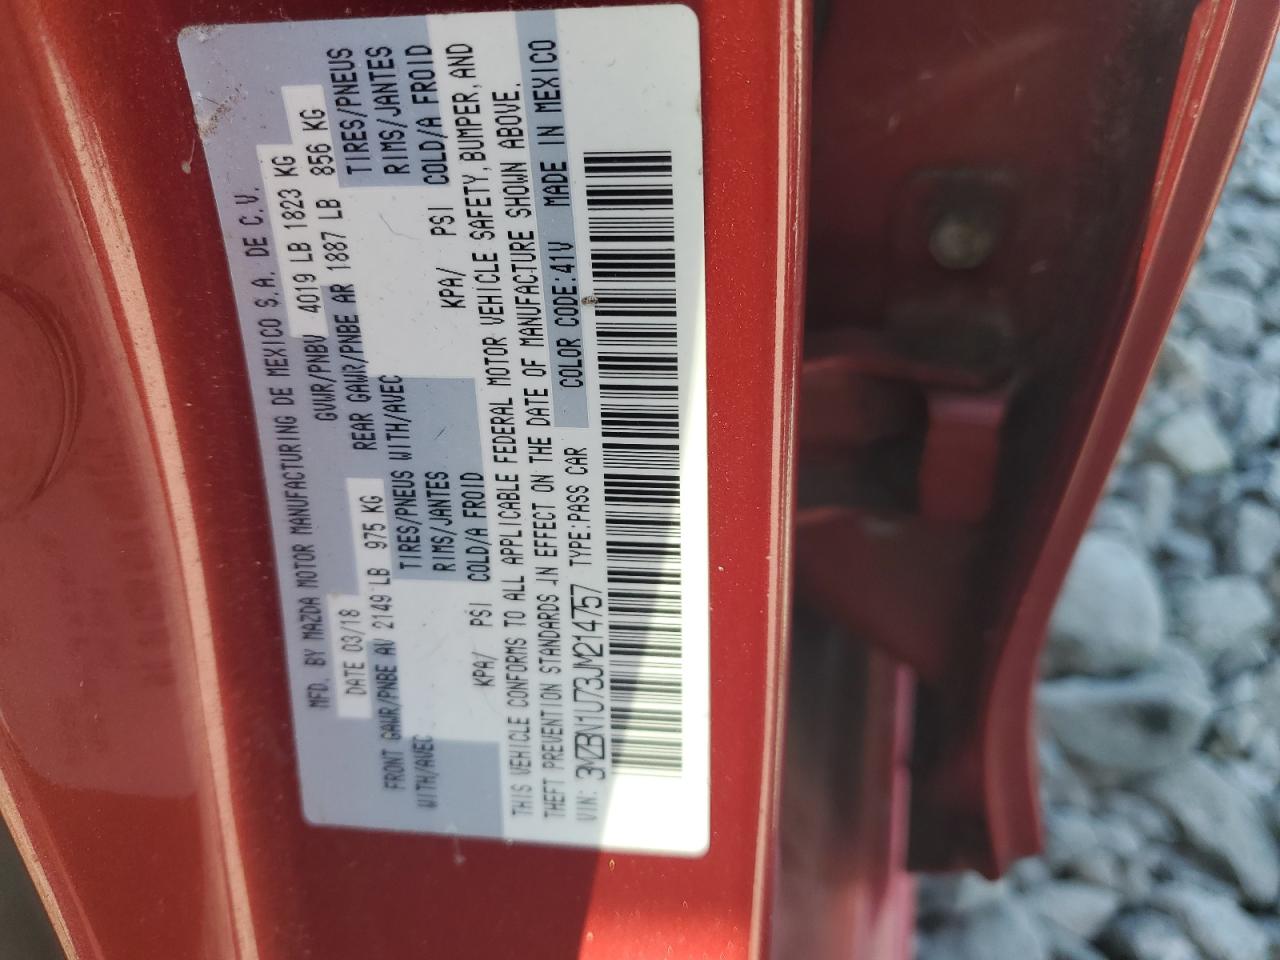 MFD. BY MAZDA MOTOR MANUFACTURING DE MEXICO S.A. DE C.V.
DATE 03/18 GVWR/PNBV 4019 LB 1823 KG
FRONT GAWR/PNBE AV 2149 LB 975 KG REAR GAWR/PNBE AR 1887 LB 856 KG
WITH/AVEC TIRES/PNEUS WITH/AVEC TIRES/PNEUS
RIMS/JANTES RIMS/JANTES
KPA/ PSI COLD/A FROID KPA/ PSI COLD/A FROID
THIS VEHICLE CONFORMS TO ALL APPLICABLE FEDERAL MOTOR VEHICLE SAFETY, BUMPER, AND
THEFT PREVENTION STANDARDS IN EFFECT ON THE DATE OF MANUFACTURE SHOWN ABOVE.
VIN: 3MZBN1U73JM214757 TYPE:PASS CAR COLOR CODE:41V MADE IN MEXICO